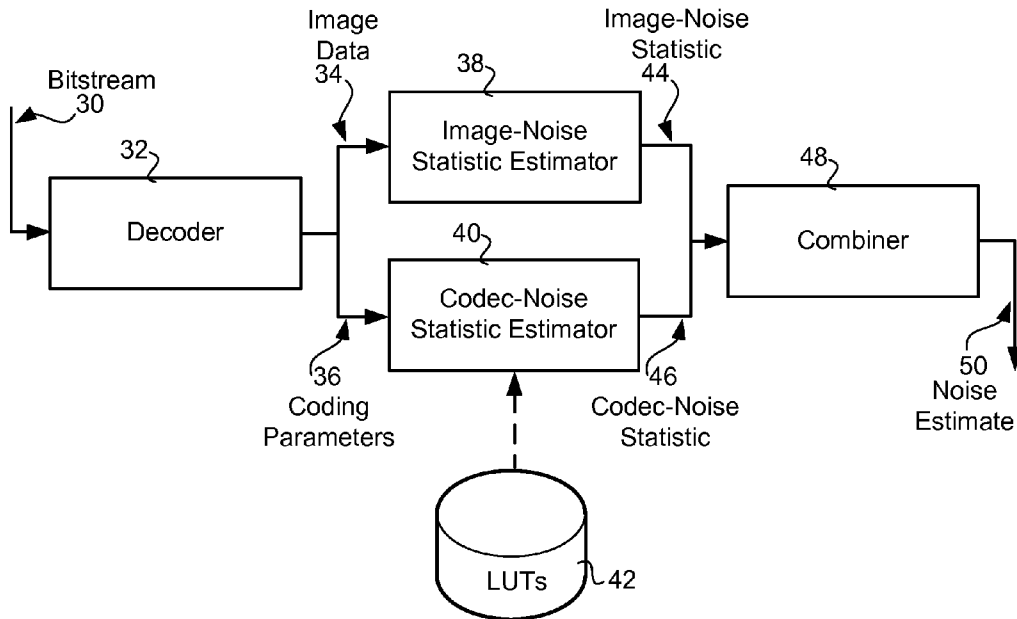 Bitstream
30
32
Decoder
Image
Data
34
38
Image-Noise
Statistic Estimator
Image-Noise
Statistic
44
40
Codec-Noise
Statistic Estimator
36
Coding
Parameters
46
Codec-Noise
Statistic
48
Combiner
50
Noise
Estimate
LUTs
42